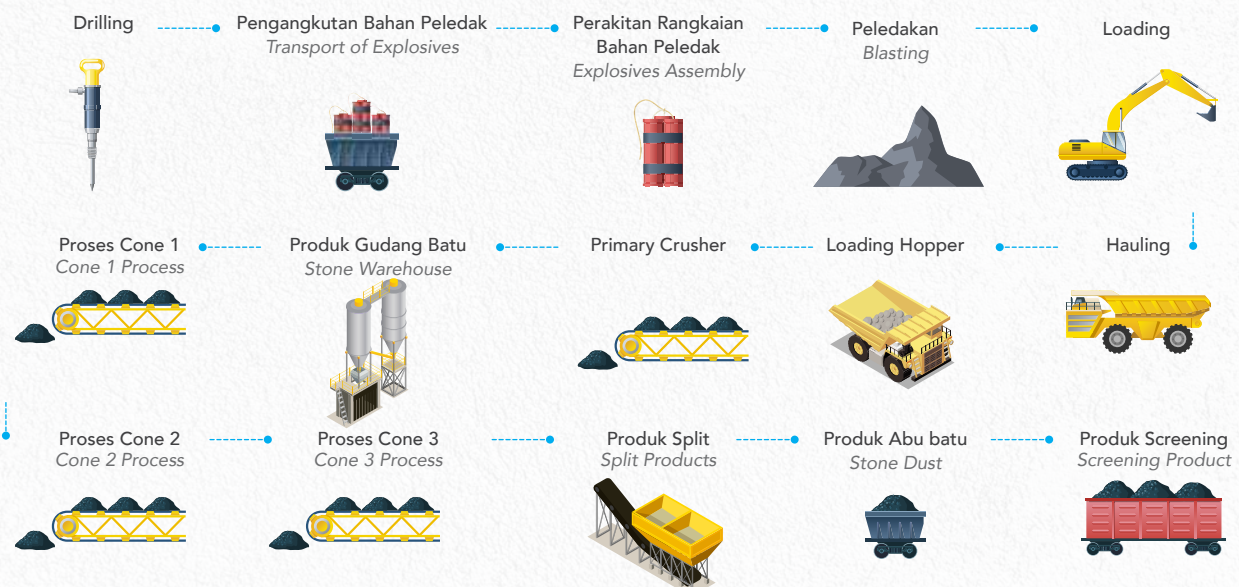 Drilling
Pengangkutan Bahan Peledak
Transport of Explosives
Perakitan Rangkaian
Bahan Peledak
Explosives Assembly
Peledakan
Blasting
Loading
Proses Cone 1
Cone 1 Process
Produk Gudang Batu
Stone Warehouse
Primary Crusher
Loading Hopper
Hauling
Proses Cone 2
Cone 2 Process
Proses Cone 3
Cone 3 Process
Produk Split
Split Products
Produk Abu batu
Stone Dust
Produk Screening
Screening Product